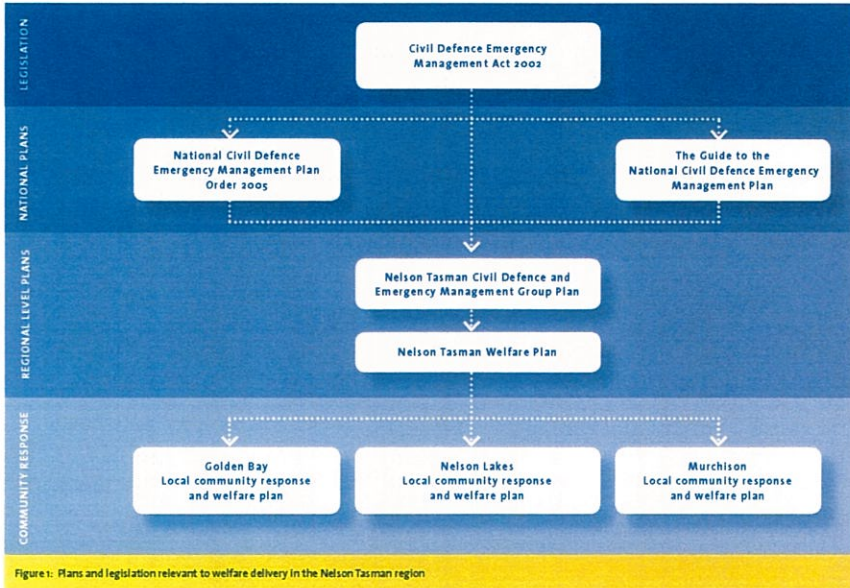 LEGISLATION
Civil Defence Emergency
Management Act 2002
NATIONAL PLANS
National Civil Defence
Emergency Management Plan
Order 2005
The Guide to the
National Civil Defence Emergency
Management Plan
REGIONAL LEVEL PLANS
Nelson Tasman Civil Defence and
Emergency Management Group Plan
Nelson Tasman Welfare Plan
COMMUNITY RESPONSE
Golden Bay
Local community response
and welfare plan
Nelson Lakes
Local community response
and welfare plan
Murchison
Local community response
and welfare plan
Figure 1: Plans and legislation relevant to welfare delivery in the Nelson Tasman region